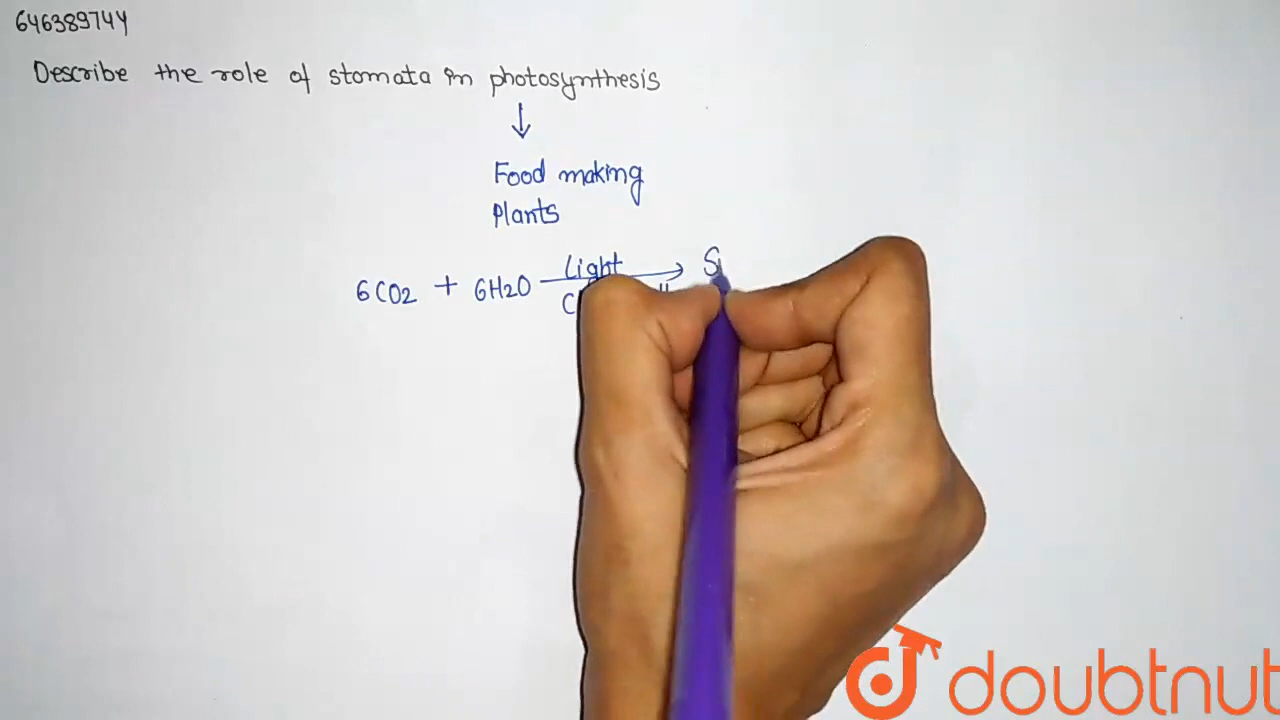 646389744
Describe the role of stomata in photosynthesis
↓
Food making
Plants
Light
6CO2 + 6H2O → S
doubtnut